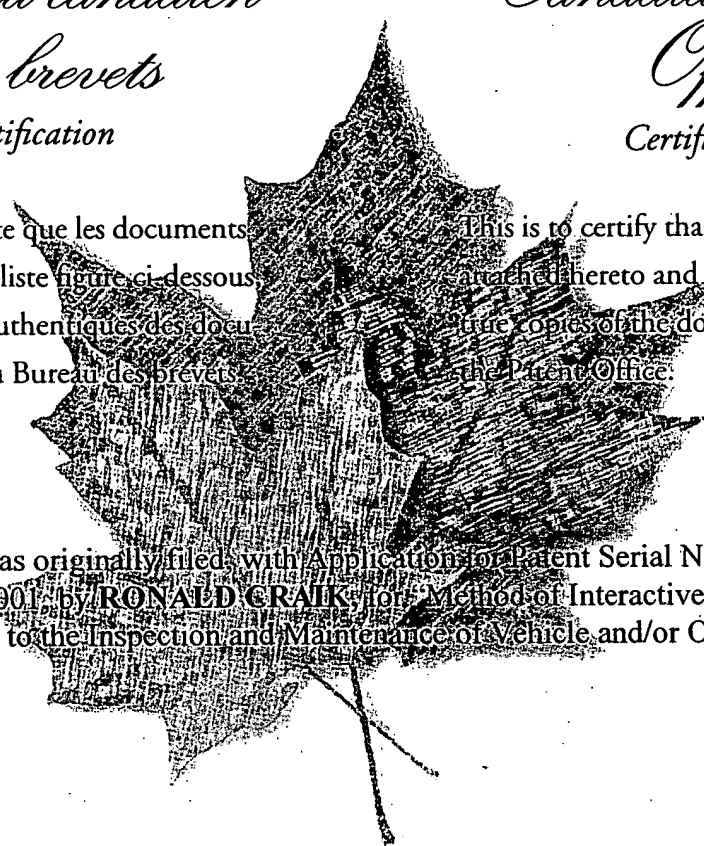 brevets
tification
Certifi
te que les documents
This is to certify tha
liste figure ci-dessous,
attached hereto and
uthentiques des docu-
true copies of the do
u Bureau des brevets.
the Patent Office.
as originally filed, with Application for Patent Serial N
001, by RONALD CRAIK, for "Method of Interactive
to the Inspection and Maintenance of Vehicle and/or O